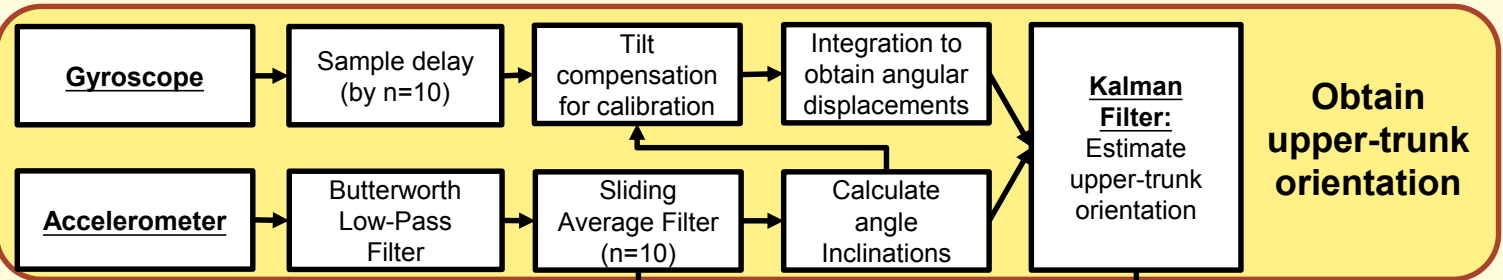 Gyroscope
Sample delay
(by n=10)
Tilt
compensation
for calibration
Integration to
obtain angular
displacements
Kalman
Filter:
Estimate
upper-trunk
orientation
Obtain
upper-trunk
orientation
Accelerometer
Butterworth
Low-Pass
Filter
Sliding
Average Filter
(n=10)
Calculate
angle
Inclinations